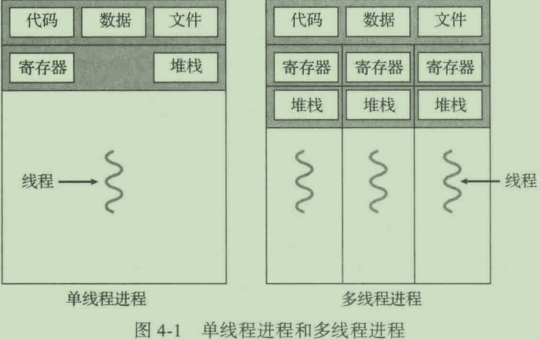 代码 数据 文件
寄存器 堆栈
线程
单线程进程
代码 数据 文件
寄存器 寄存器 寄存器
堆栈 堆栈 堆栈
线程
多线程进程
图 4-1 单线程进程和多线程进程